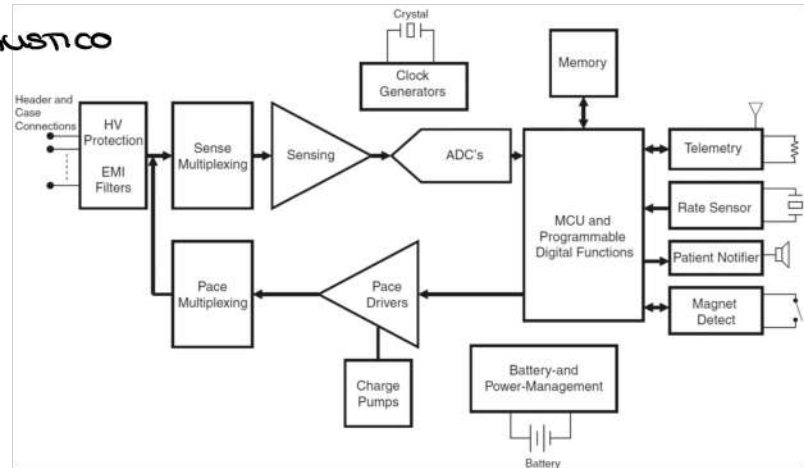 Crystal
Clock
Generators
Memory
Header and
Case
Connections
HV
Protection
EMI
Filters
Sense
Multiplexing
Sensing
ADC's
MCU and
Programmable
Digital Functions
Telemetry
Rate Sensor
Patient Notifier
Magnet
Detect
Pace
Multiplexing
Pace
Drivers
Charge
Pumps
Battery-and
Power-Management
Battery